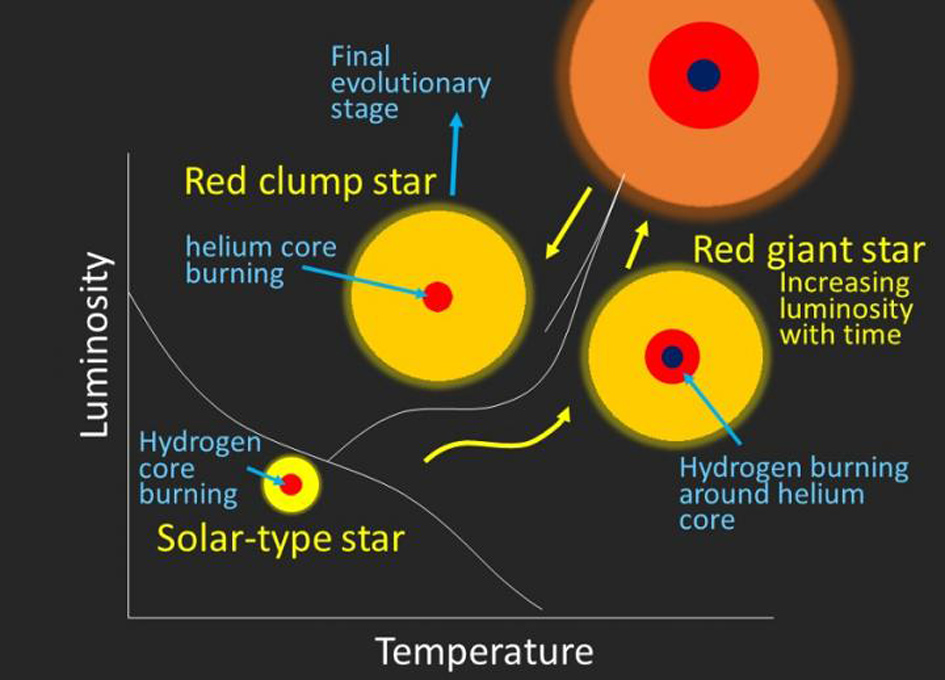 Final
evolutionary
stage
Red clump star
helium core
burning
Red giant star
Increasing
luminosity
with time
Luminosity
Hydrogen
core
burning
Solar-type star
Hydrogen burning
around helium
core
Temperature